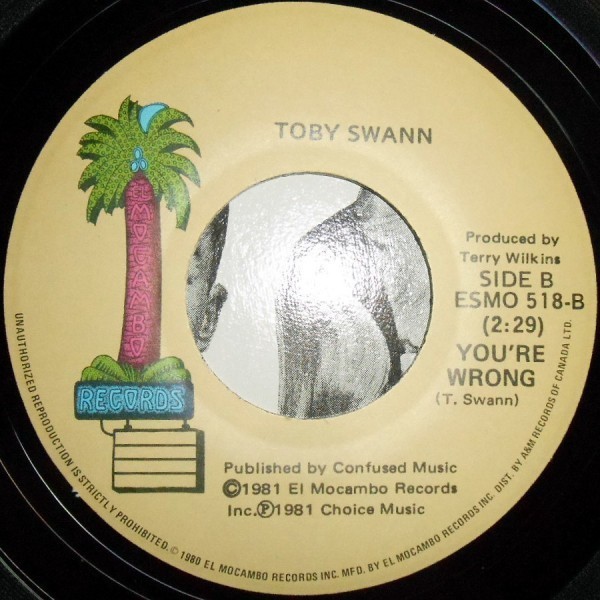 TOBY SWANN
EL MOCAMBO
RECORDS
Produced by
Terry Wilkins
SIDE B
ESMO 518-B
(2:29)
YOU'RE
WRONG
(T. Swann)
Published by Confused Music
©1981 El Mocambo Records
Inc.℗1981 Choice Music
UNAUTHORIZED REPRODUCTION IS STRICTLY PROHIBITED. © 1980 EL MOCAMBO RECORDS INC. MFD. BY EL MOCAMBO RECORDS INC. DIST. BY A&M RECORDS OF CANADA LTD.